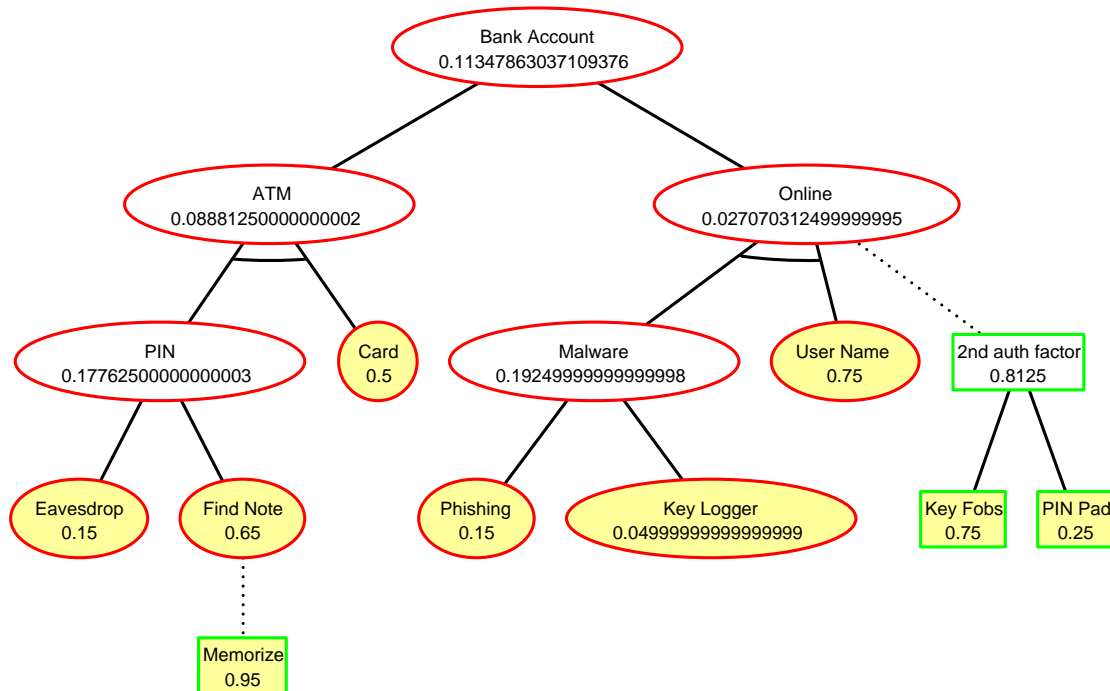 Bank Account
0.11347863037109376
ATM
0.08881250000000002
Online
0.027070312499999995
PIN
0.17762500000000003
Card
0.5
Malware
0.19249999999999998
User Name
0.75
2nd auth factor
0.8125
Eavesdrop
0.15
Find Note
0.65
Phishing
0.15
Key Logger
0.04999999999999999
Key Fobs
0.75
PIN Pad
0.25
Memorize
0.95